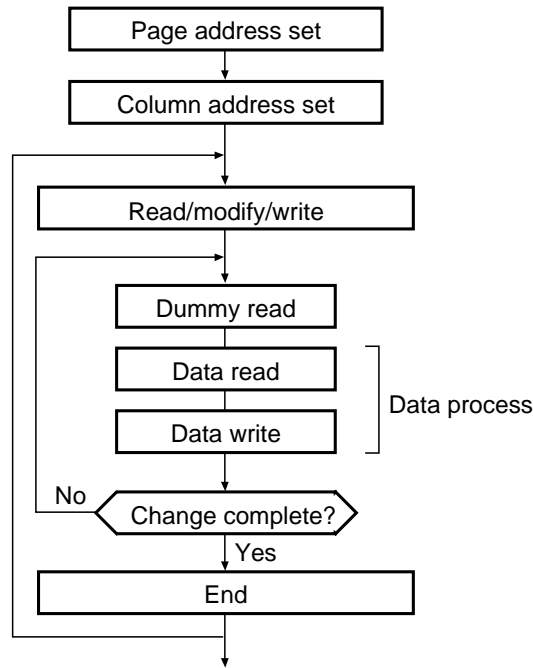 Page address set
Column address set
Read/modify/write
Dummy read
Data read
Data process
Data write
No
Change complete?
Yes
End